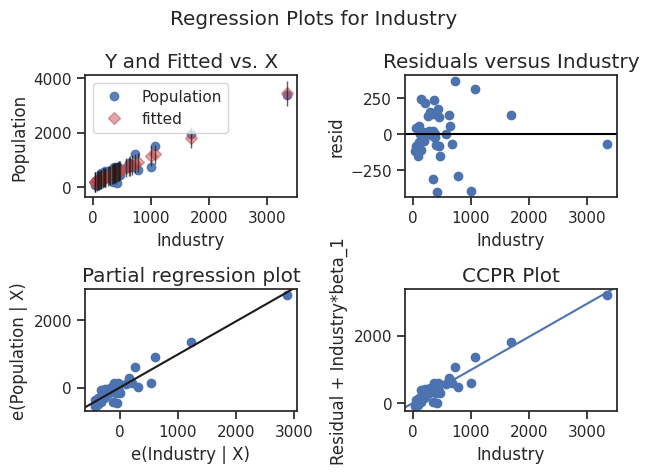 Regression Plots for Industry
Y and Fitted vs. X
Population
4000
2000
0
Population
fitted
0 1000 2000 3000
Industry
Residuals versus Industry
resid
250
0
−250
0 1000 2000 3000
Industry
Partial regression plot
e(Population | X)
2000
0
0 1000 2000 3000
e(Industry | X)
CCPR Plot
Residual + Industry*beta_1
2000
0
0 1000 2000 3000
Industry